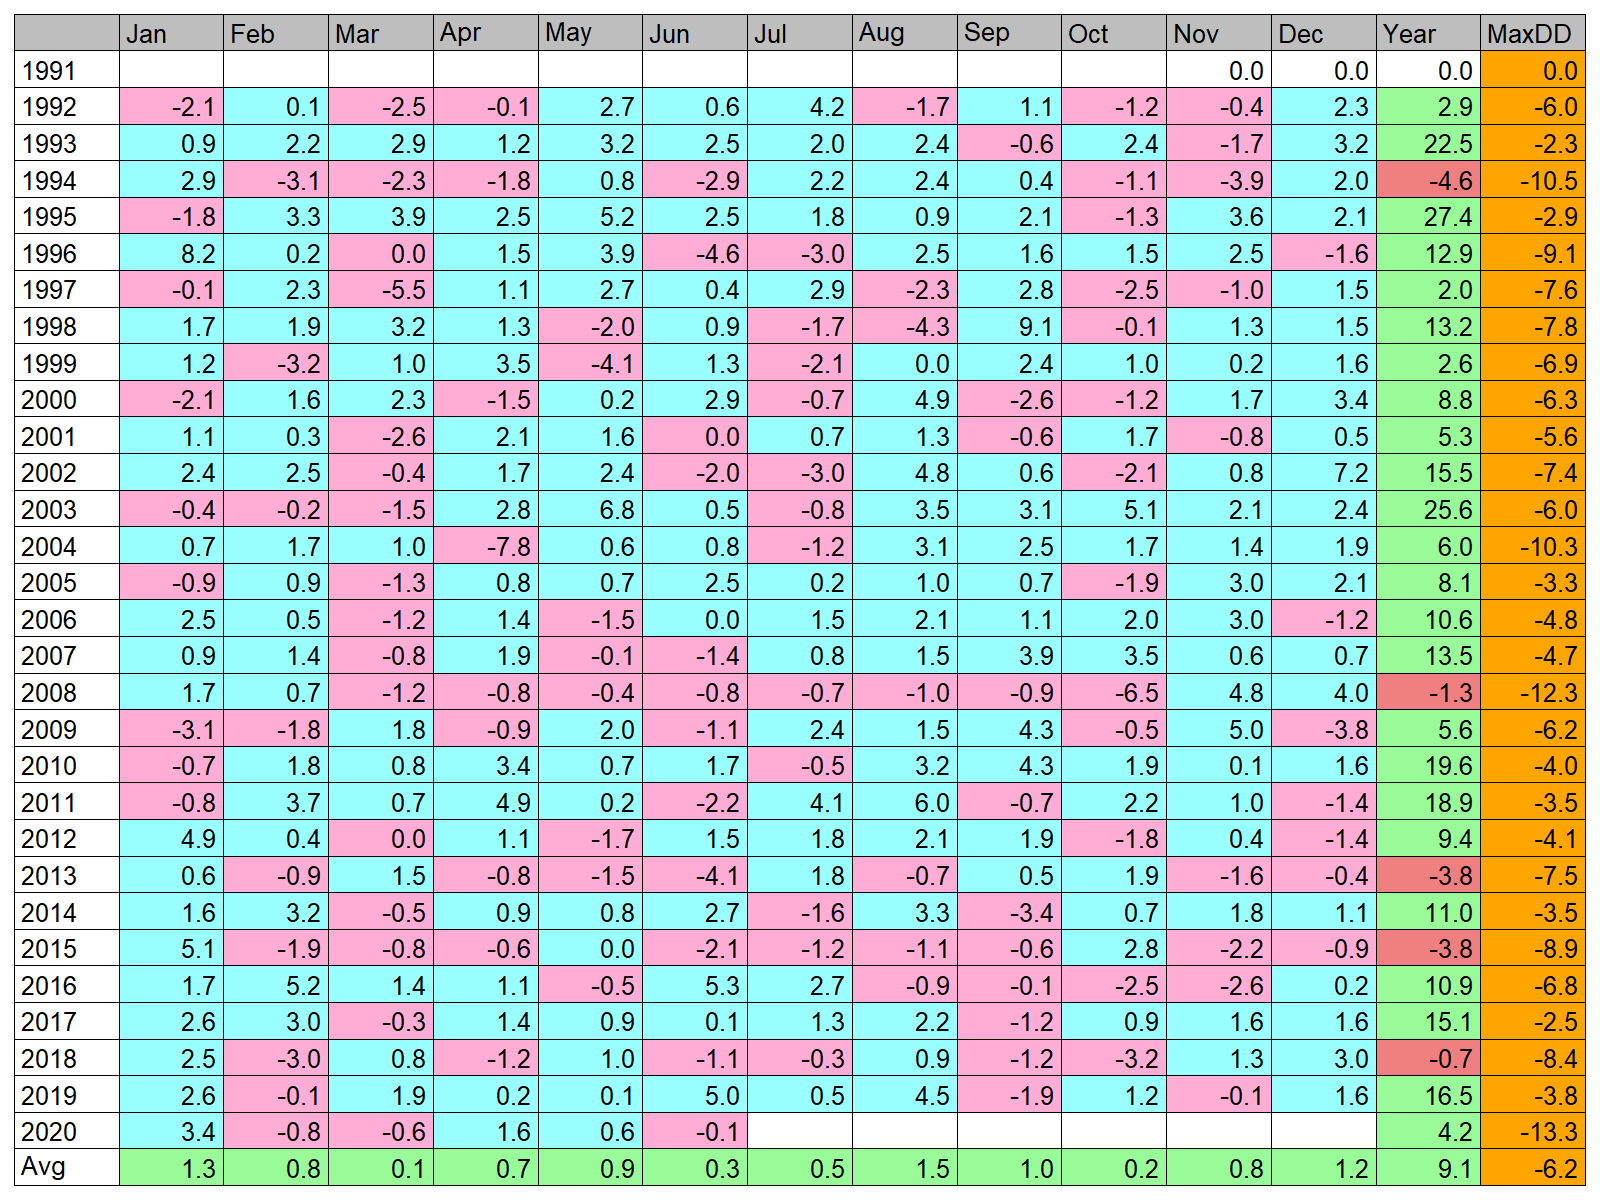 Jan Feb Mar Apr May Jun Jul Aug Sep Oct Nov Dec Year MaxDD
1991 0.0 0.0 0.0 0.0
1992 -2.1 0.1 -2.5 -0.1 2.7 0.6 4.2 -1.7 1.1 -1.2 -0.4 2.3 2.9 -6.0
1993 0.9 2.2 2.9 1.2 3.2 2.5 2.0 2.4 -0.6 2.4 -1.7 3.2 22.5 -2.3
1994 2.9 -3.1 -2.3 -1.8 0.8 -2.9 2.2 2.4 0.4 -1.1 -3.9 2.0 -4.6 -10.5
1995 -1.8 3.3 3.9 2.5 5.2 2.5 1.8 0.9 2.1 -1.3 3.6 2.1 27.4 -2.9
1996 8.2 0.2 0.0 1.5 3.9 -4.6 -3.0 2.5 1.6 1.5 2.5 -1.6 12.9 -9.1
1997 -0.1 2.3 -5.5 1.1 2.7 0.4 2.9 -2.3 2.8 -2.5 -1.0 1.5 2.0 -7.6
1998 1.7 1.9 3.2 1.3 -2.0 0.9 -1.7 -4.3 9.1 -0.1 1.3 1.5 13.2 -7.8
1999 1.2 -3.2 1.0 3.5 -4.1 1.3 -2.1 0.0 2.4 1.0 0.2 1.6 2.6 -6.9
2000 -2.1 1.6 2.3 -1.5 0.2 2.9 -0.7 4.9 -2.6 -1.2 1.7 3.4 8.8 -6.3
2001 1.1 0.3 -2.6 2.1 1.6 0.0 0.7 1.3 -0.6 1.7 -0.8 0.5 5.3 -5.6
2002 2.4 2.5 -0.4 1.7 2.4 -2.0 -3.0 4.8 0.6 -2.1 0.8 7.2 15.5 -7.4
2003 -0.4 -0.2 -1.5 2.8 6.8 0.5 -0.8 3.5 3.1 5.1 2.1 2.4 25.6 -6.0
2004 0.7 1.7 1.0 -7.8 0.6 0.8 -1.2 3.1 2.5 1.7 1.4 1.9 6.0 -10.3
2005 -0.9 0.9 -1.3 0.8 0.7 2.5 0.2 1.0 0.7 -1.9 3.0 2.1 8.1 -3.3
2006 2.5 0.5 -1.2 1.4 -1.5 0.0 1.5 2.1 1.1 2.0 3.0 -1.2 10.6 -4.8
2007 0.9 1.4 -0.8 1.9 -0.1 -1.4 0.8 1.5 3.9 3.5 0.6 0.7 13.5 -4.7
2008 1.7 0.7 -1.2 -0.8 -0.4 -0.8 -0.7 -1.0 -0.9 -6.5 4.8 4.0 -1.3 -12.3
2009 -3.1 -1.8 1.8 -0.9 2.0 -1.1 2.4 1.5 4.3 -0.5 5.0 -3.8 5.6 -6.2
2010 -0.7 1.8 0.8 3.4 0.7 1.7 -0.5 3.2 4.3 1.9 0.1 1.6 19.6 -4.0
2011 -0.8 3.7 0.7 4.9 0.2 -2.2 4.1 6.0 -0.7 2.2 1.0 -1.4 18.9 -3.5
2012 4.9 0.4 0.0 1.1 -1.7 1.5 1.8 2.1 1.9 -1.8 0.4 -1.4 9.4 -4.1
2013 0.6 -0.9 1.5 -0.8 -1.5 -4.1 1.8 -0.7 0.5 1.9 -1.6 -0.4 -3.8 -7.5
2014 1.6 3.2 -0.5 0.9 0.8 2.7 -1.6 3.3 -3.4 0.7 1.8 1.1 11.0 -3.5
2015 5.1 -1.9 -0.8 -0.6 0.0 -2.1 -1.2 -1.1 -0.6 2.8 -2.2 -0.9 -3.8 -8.9
2016 1.7 5.2 1.4 1.1 -0.5 5.3 2.7 -0.9 -0.1 -2.5 -2.6 0.2 10.9 -6.8
2017 2.6 3.0 -0.3 1.4 0.9 0.1 1.3 2.2 -1.2 0.9 1.6 1.6 15.1 -2.5
2018 2.5 -3.0 0.8 -1.2 1.0 -1.1 -0.3 0.9 -1.2 -3.2 1.3 3.0 -0.7 -8.4
2019 2.6 -0.1 1.9 0.2 0.1 5.0 0.5 4.5 -1.9 1.2 -0.1 1.6 16.5 -3.8
2020 3.4 -0.8 -0.6 1.6 0.6 -0.1 4.2 -13.3
Avg 1.3 0.8 0.1 0.7 0.9 0.3 0.5 1.5 1.0 0.2 0.8 1.2 9.1 -6.2